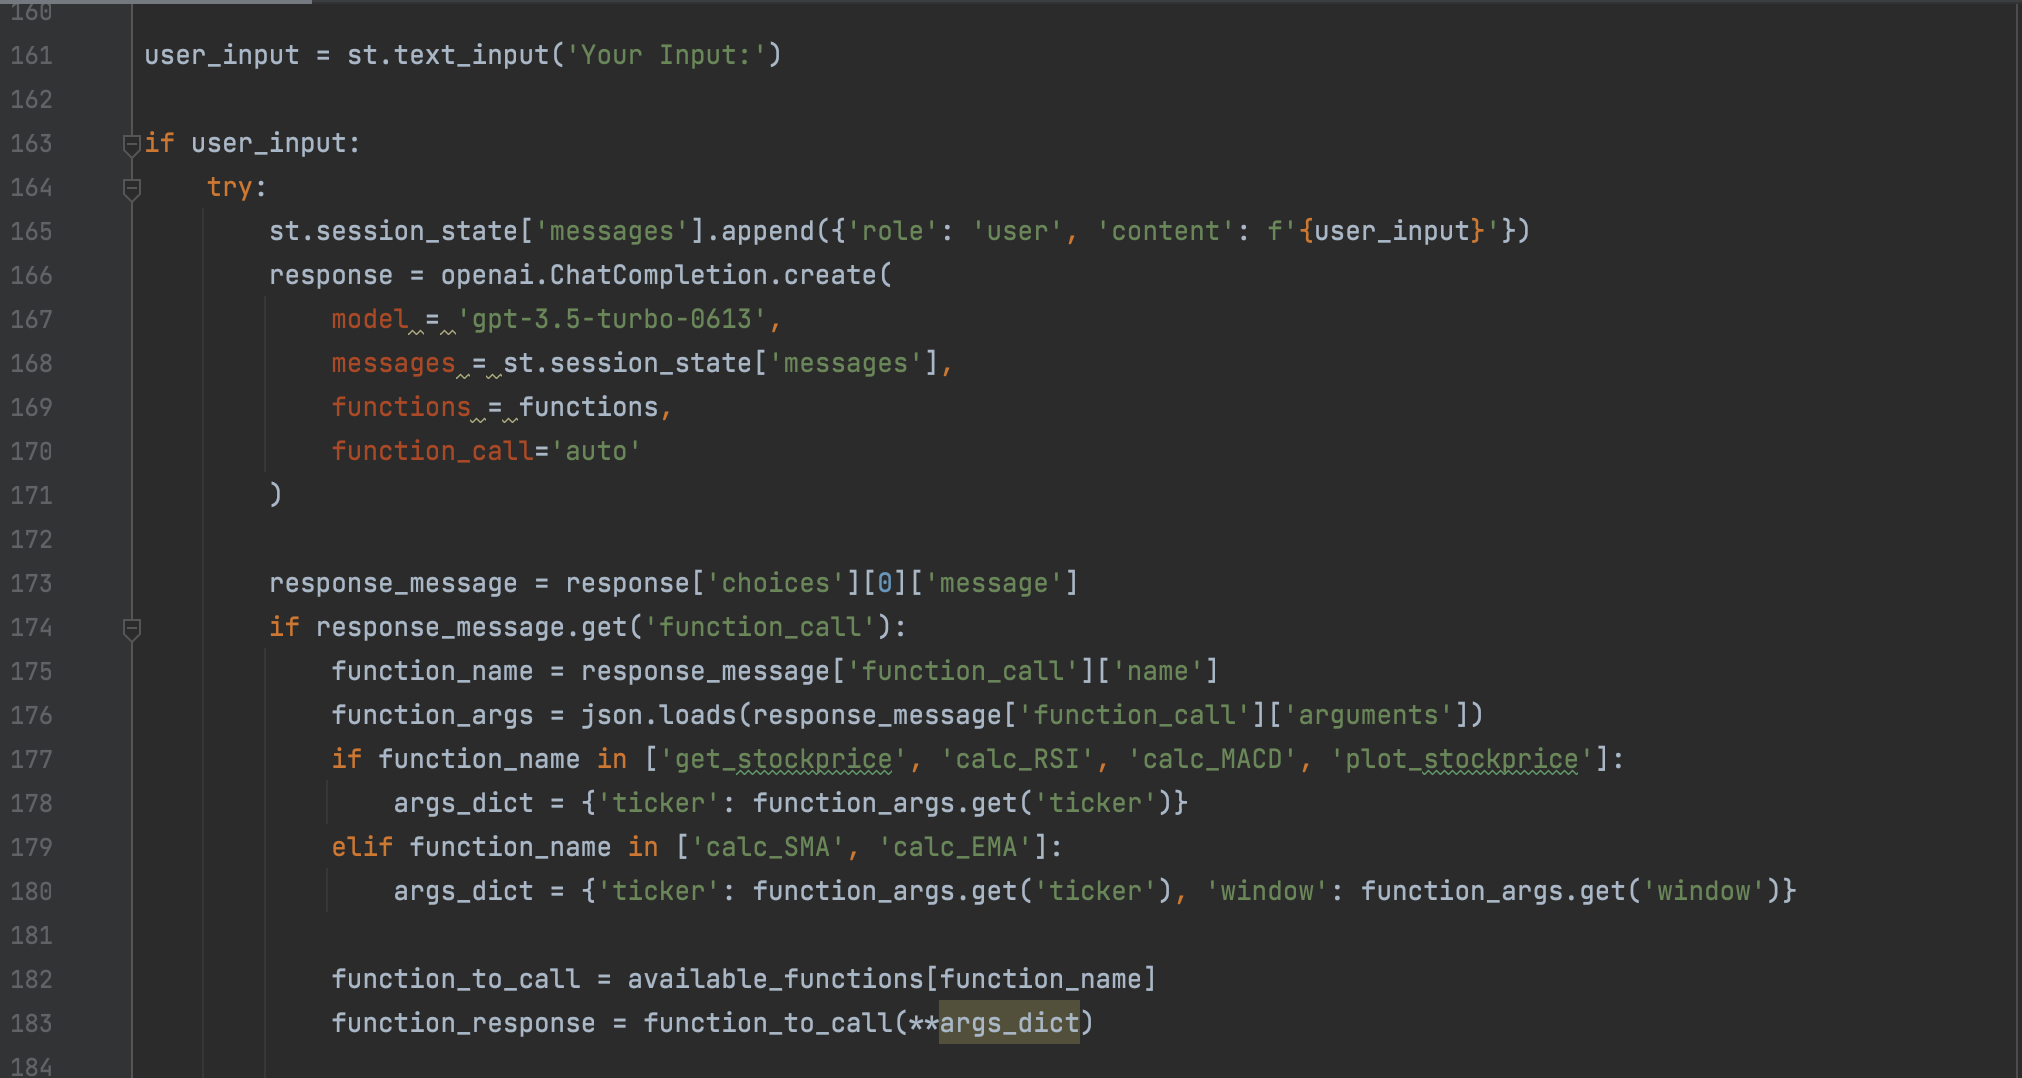 160
161 user_input = st.text_input('Your Input:')
162
163 if user_input:
164     try:
165         st.session_state['messages'].append({'role': 'user', 'content': f'{user_input}'})
166         response = openai.ChatCompletion.create(
167             model = 'gpt-3.5-turbo-0613',
168             messages = st.session_state['messages'],
169             functions = functions,
170             function_call='auto'
171         )
172
173         response_message = response['choices'][0]['message']
174         if response_message.get('function_call'):
175             function_name = response_message['function_call']['name']
176             function_args = json.loads(response_message['function_call']['arguments'])
177             if function_name in ['get_stockprice', 'calc_RSI', 'calc_MACD', 'plot_stockprice']:
178                 args_dict = {'ticker': function_args.get('ticker')}
179             elif function_name in ['calc_SMA', 'calc_EMA']:
180                 args_dict = {'ticker': function_args.get('ticker'), 'window': function_args.get('window')}
181
182             function_to_call = available_functions[function_name]
183             function_response = function_to_call(**args_dict)
184